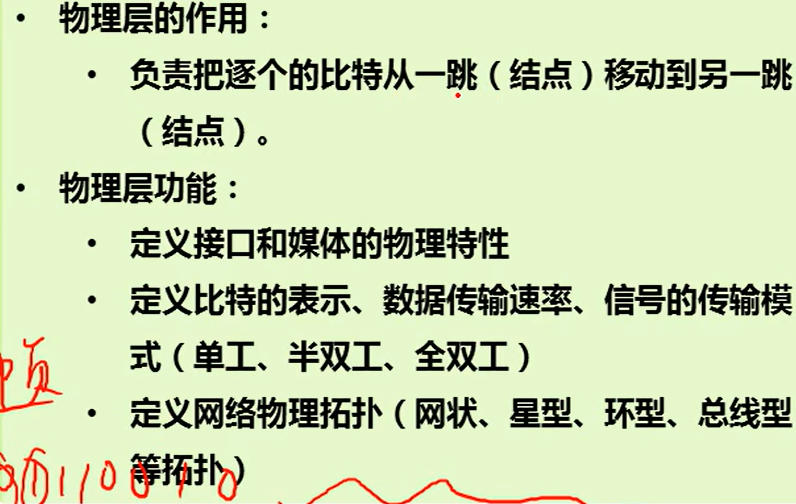 • 物理层的作用：
• 负责把逐个的比特从一跳（结点）移动到另一跳
（结点）。
• 物理层功能：
• 定义接口和媒体的物理特性
• 定义比特的表示、数据传输速率、信号的传输模
式（单工、半双工、全双工）
• 定义网络物理拓扑（网状、星型、环型、总线型
等拓扑）